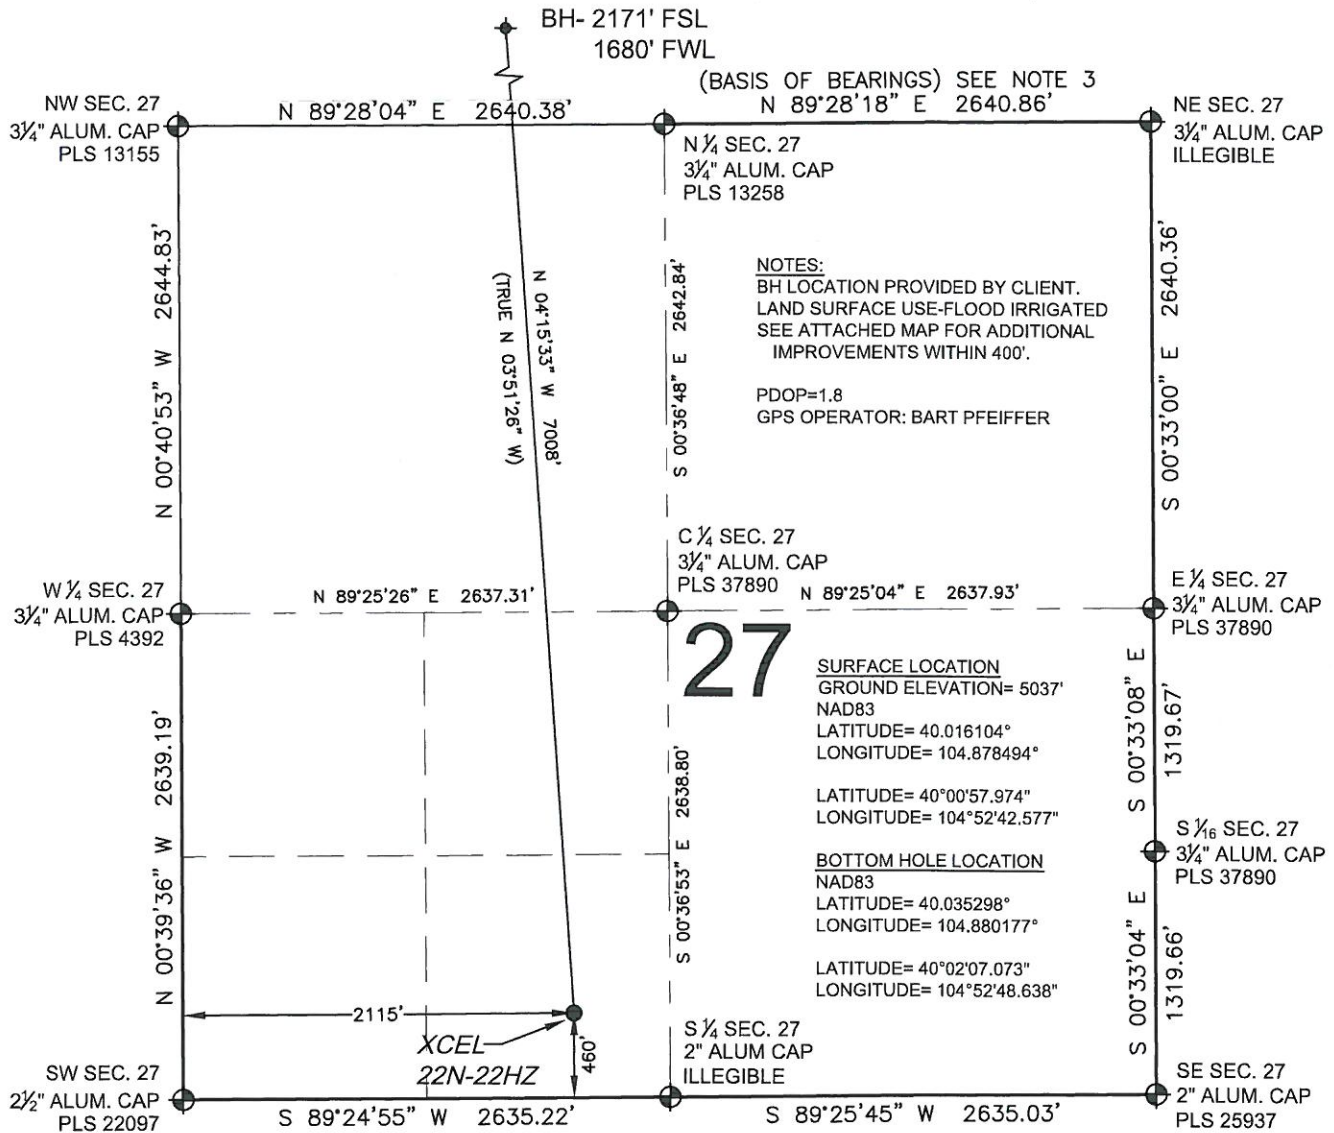 BH- 2171' FSL
1680' FWL
(BASIS OF BEARINGS) SEE NOTE 3
N 89°28'04" E 2640.38'
N 89°28'18" E 2640.86'
NW SEC. 27
3¼" ALUM. CAP
PLS 13155
N ¼ SEC. 27
3¼" ALUM. CAP
PLS 13258
NE SEC. 27
3¼" ALUM. CAP
ILLEGIBLE
N 00°40'53" W 2644.83'
N 04°15'33" W 7008'
(TRUE N 03°51'26" W)
S 00°36'48" E 2642.84'
NOTES:
BH LOCATION PROVIDED BY CLIENT.
LAND SURFACE USE-FLOOD IRRIGATED
SEE ATTACHED MAP FOR ADDITIONAL
IMPROVEMENTS WITHIN 400'.
PDOP=1.8
GPS OPERATOR: BART PFEIFFER
S 00°33'00" E 2640.36'
W ¼ SEC. 27
3¼" ALUM. CAP
PLS 4392
N 89°25'26" E 2637.31'
C ¼ SEC. 27
3¼" ALUM. CAP
PLS 37890
N 89°25'04" E 2637.93'
E ¼ SEC. 27
3¼" ALUM. CAP
PLS 37890
27
N 00°39'36" W 2639.19'
S 00°36'53" E 2638.80'
SURFACE LOCATION
GROUND ELEVATION= 5037'
NAD83
LATITUDE= 40.016104°
LONGITUDE= 104.878494°
LATITUDE= 40°00'57.974"
LONGITUDE= 104°52'42.577"
BOTTOM HOLE LOCATION
NAD83
LATITUDE= 40.035298°
LONGITUDE= 104.880177°
LATITUDE= 40°02'07.073"
LONGITUDE= 104°52'48.638"
S 00°33'08" E
1319.67'
S 1⁄16 SEC. 27
3¼" ALUM. CAP
PLS 37890
S 00°33'04" E
1319.66'
2115'
XCEL
22N-22HZ
460'
SW SEC. 27
2½" ALUM. CAP
PLS 22097
S 89°24'55" W 2635.22'
S ¼ SEC. 27
2" ALUM CAP
ILLEGIBLE
S 89°25'45" W 2635.03'
SE SEC. 27
2" ALUM. CAP
PLS 25937